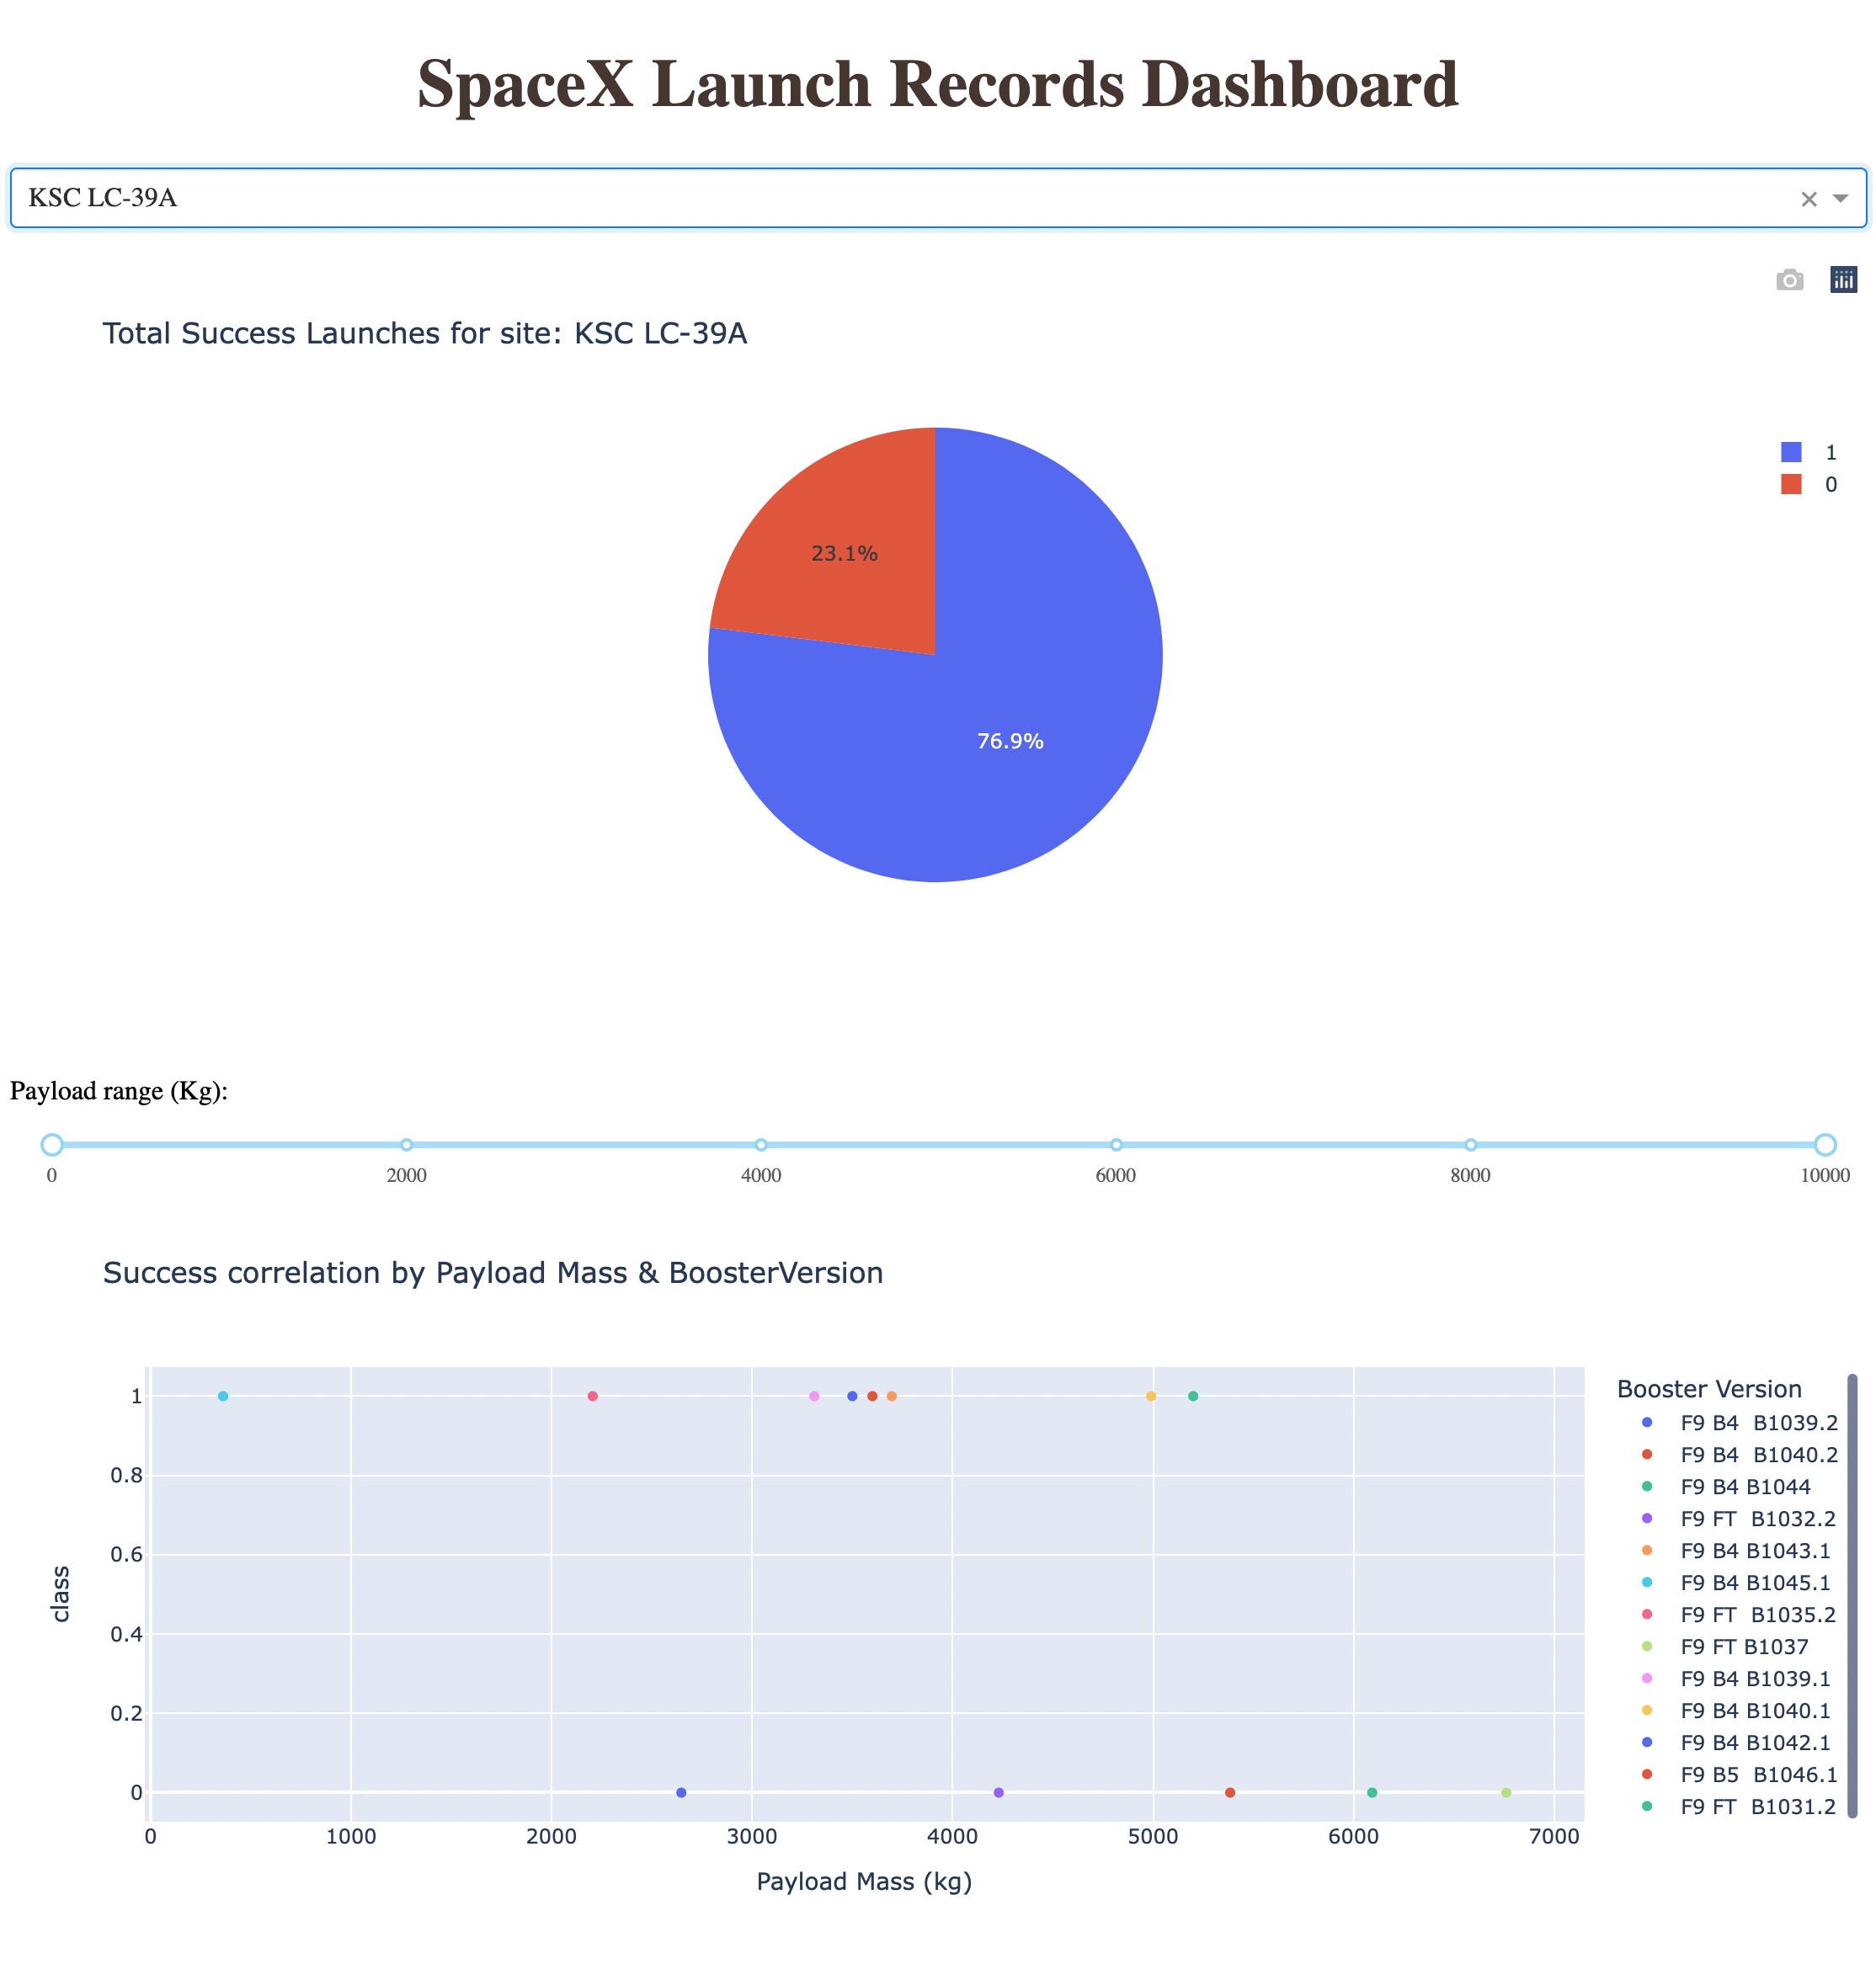 SpaceX Launch Records Dashboard
KSC LC-39A
Total Success Launches for site: KSC LC-39A
1
0
23.1%
76.9%
Payload range (Kg):
0 2000 4000 6000 8000 10000
Success correlation by Payload Mass & BoosterVersion
class
1
0.8
0.6
0.4
0.2
0
0 1000 2000 3000 4000 5000 6000 7000
Payload Mass (kg)
Booster Version
F9 B4  B1039.2
F9 B4  B1040.2
F9 B4 B1044
F9 FT  B1032.2
F9 B4 B1043.1
F9 B4 B1045.1
F9 FT  B1035.2
F9 FT B1037
F9 B4 B1039.1
F9 B4 B1040.1
F9 B4 B1042.1
F9 B5  B1046.1
F9 FT  B1031.2